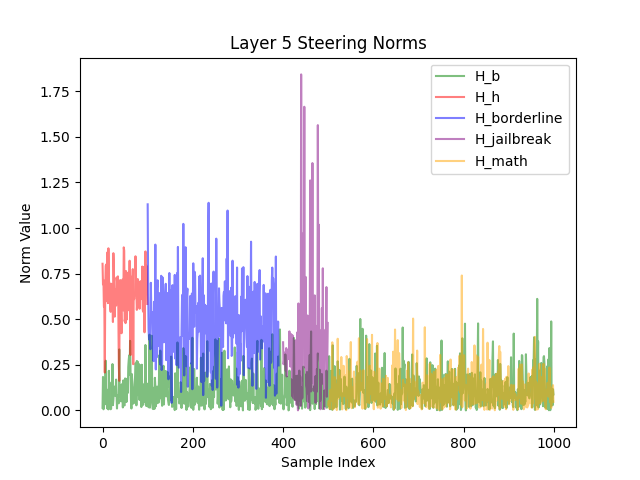 Layer 5 Steering Norms
H_b
H_h
H_borderline
H_jailbreak
H_math
Norm Value
1.75
1.50
1.25
1.00
0.75
0.50
0.25
0.00
0
200
400
600
800
1000
Sample Index